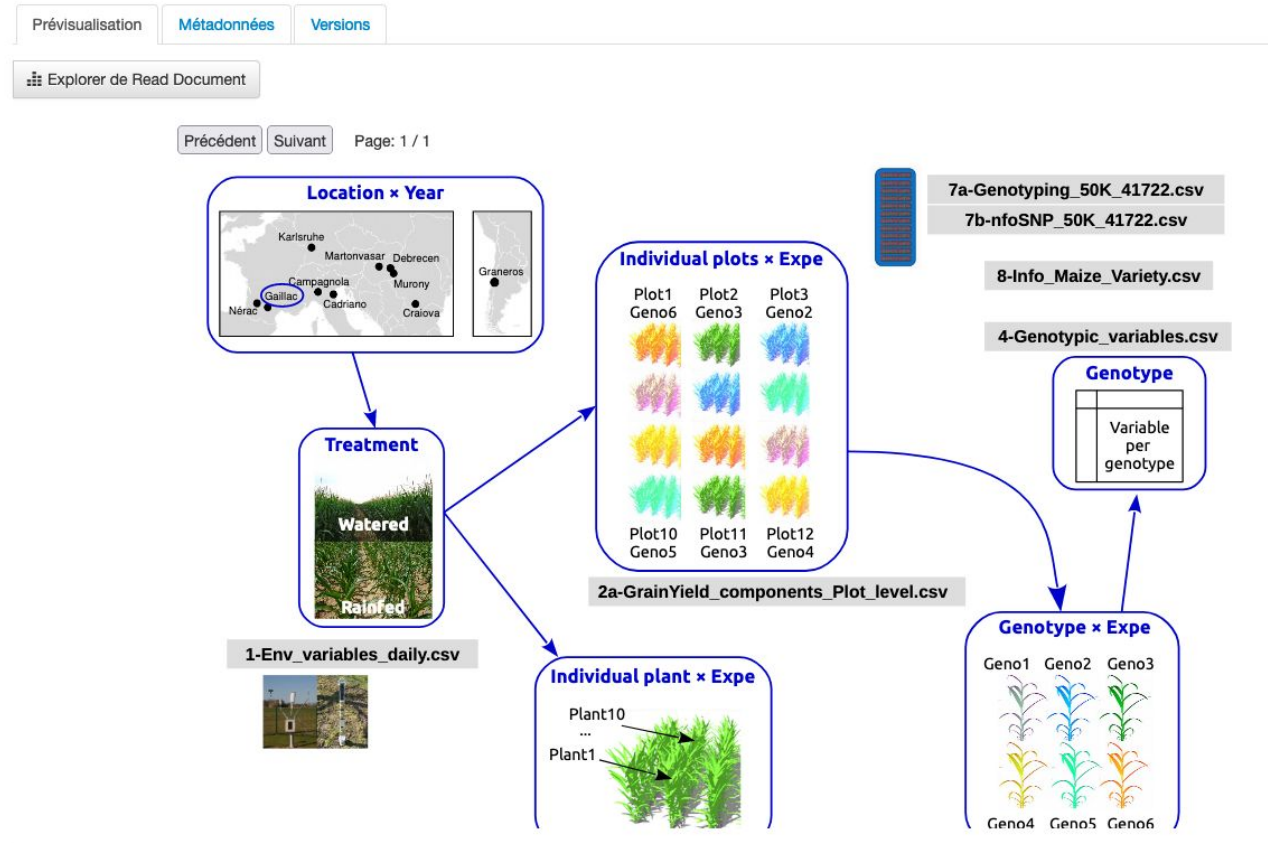 Prévisualisation
Métadonnées
Versions
Explorer de Read Document
Précédent
Suivant
Page: 1 / 1
Location × Year
Karlsruhe
Martonvasar
Debrecen
Campagnola
Murony
Gaillac
Nérac
Cadriano
Craiova
Graneros
Treatment
Watered
Rainfed
1-Env_variables_daily.csv
Individual plots × Expe
Plot1 Plot2 Plot3
Geno6 Geno3 Geno2
Plot10 Plot11 Plot12
Geno5 Geno3 Geno4
2a-GrainYield_components_Plot_level.csv
Individual plant × Expe
Plant10
...
Plant1
7a-Genotyping_50K_41722.csv
7b-nfoSNP_50K_41722.csv
8-Info_Maize_Variety.csv
4-Genotypic_variables.csv
Genotype
Variable
per
genotype
Genotype × Expe
Geno1 Geno2 Geno3
Geno4 Geno5 Geno6